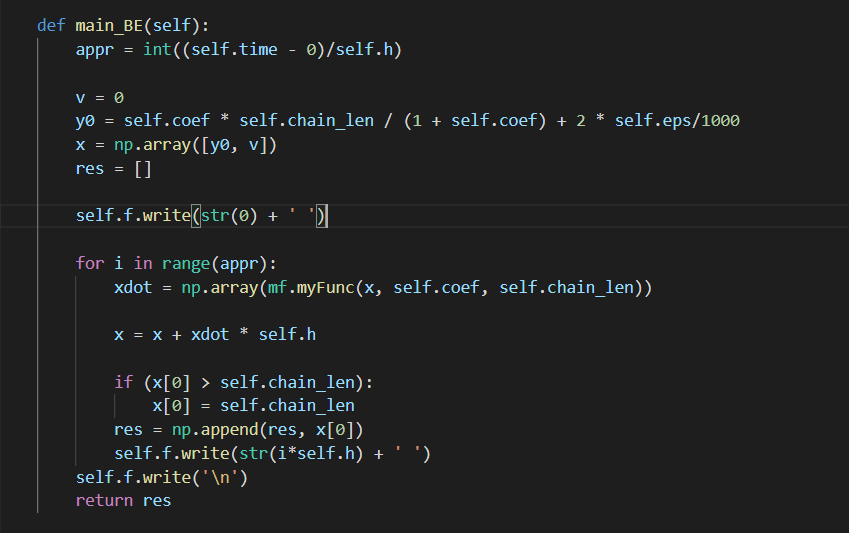 def main_BE(self):
    appr = int((self.time - 0)/self.h)

    v = 0
    y0 = self.coef * self.chain_len / (1 + self.coef) + 2 * self.eps/1000
    x = np.array([y0, v])
    res = []

    self.f.write(str(0) + ' ')

    for i in range(appr):
        xdot = np.array(mf.myFunc(x, self.coef, self.chain_len))

        x = x + xdot * self.h

        if (x[0] > self.chain_len):
            x[0] = self.chain_len
        res = np.append(res, x[0])
        self.f.write(str(i*self.h) + ' ')
    self.f.write('\n')
    return res